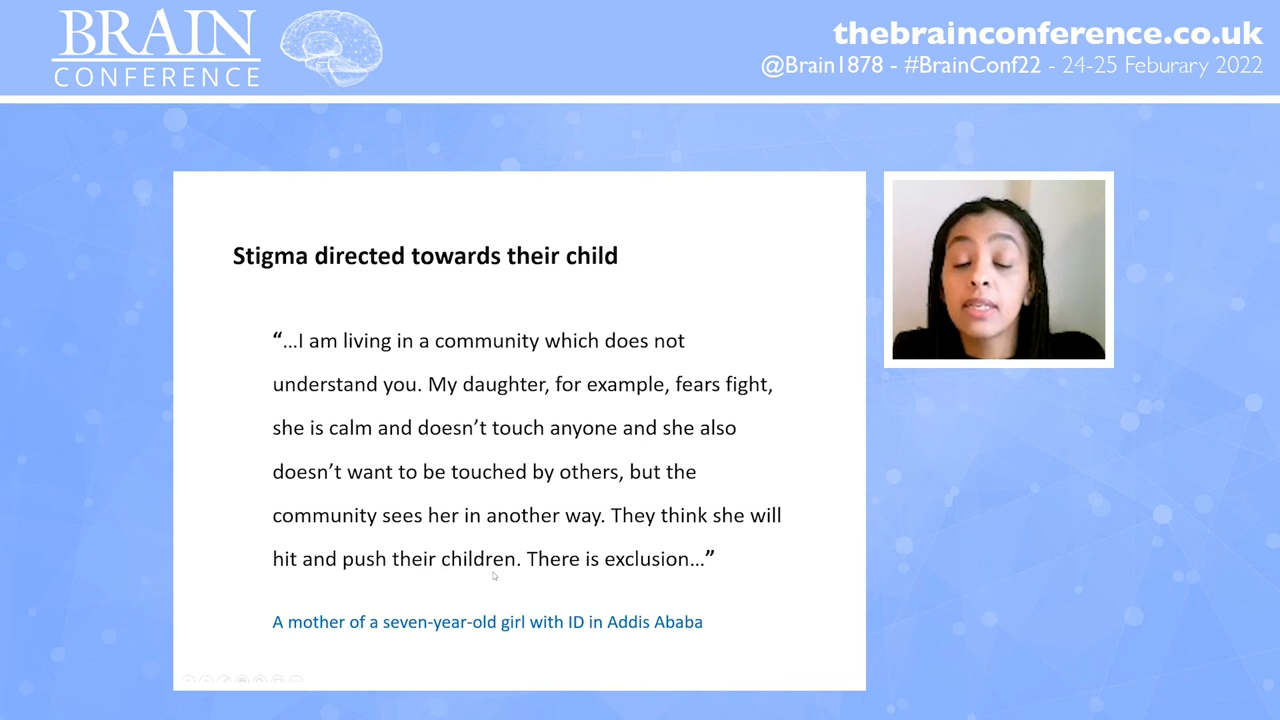 BRAIN
CONFERENCE
thebrainconference.co.uk
@Brain1878 - #BrainConf22 - 24-25 Feburary 2022
Stigma directed towards their child
“...I am living in a community which does not
understand you. My daughter, for example, fears fight,
she is calm and doesn’t touch anyone and she also
doesn’t want to be touched by others, but the
community sees her in another way. They think she will
hit and push their children. There is exclusion...”
A mother of a seven-year-old girl with ID in Addis Ababa